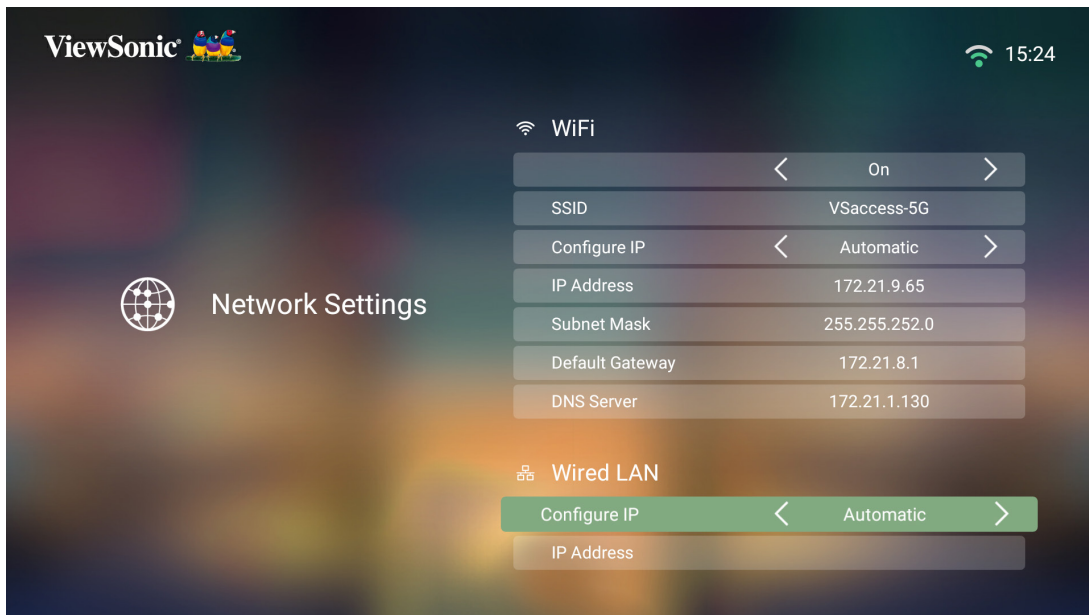 ViewSonic®
15:24
WiFi
On
SSID VSaccess-5G
Configure IP Automatic
IP Address 172.21.9.65
Network Settings
Subnet Mask 255.255.252.0
Default Gateway 172.21.8.1
DNS Server 172.21.1.130
Wired LAN
Configure IP Automatic
IP Address